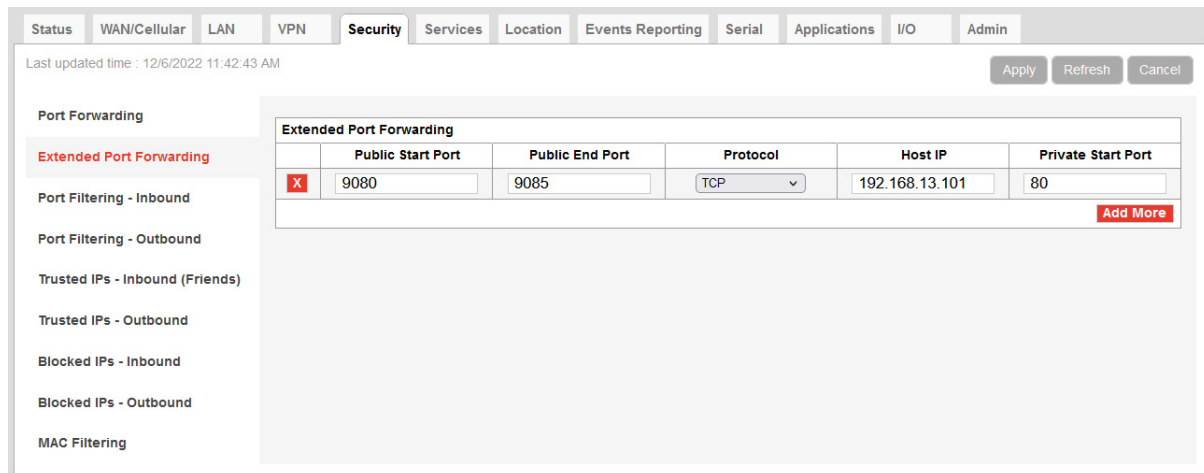 Status WAN/Cellular LAN VPN Security Services Location Events Reporting Serial Applications I/O Admin
Last updated time : 12/6/2022 11:42:43 AM
Apply Refresh Cancel
Port Forwarding
Extended Port Forwarding
Port Filtering - Inbound
Port Filtering - Outbound
Trusted IPs - Inbound (Friends)
Trusted IPs - Outbound
Blocked IPs - Inbound
Blocked IPs - Outbound
MAC Filtering
Extended Port Forwarding
Public Start Port Public End Port Protocol Host IP Private Start Port
X 9080 9085 TCP 192.168.13.101 80
Add More